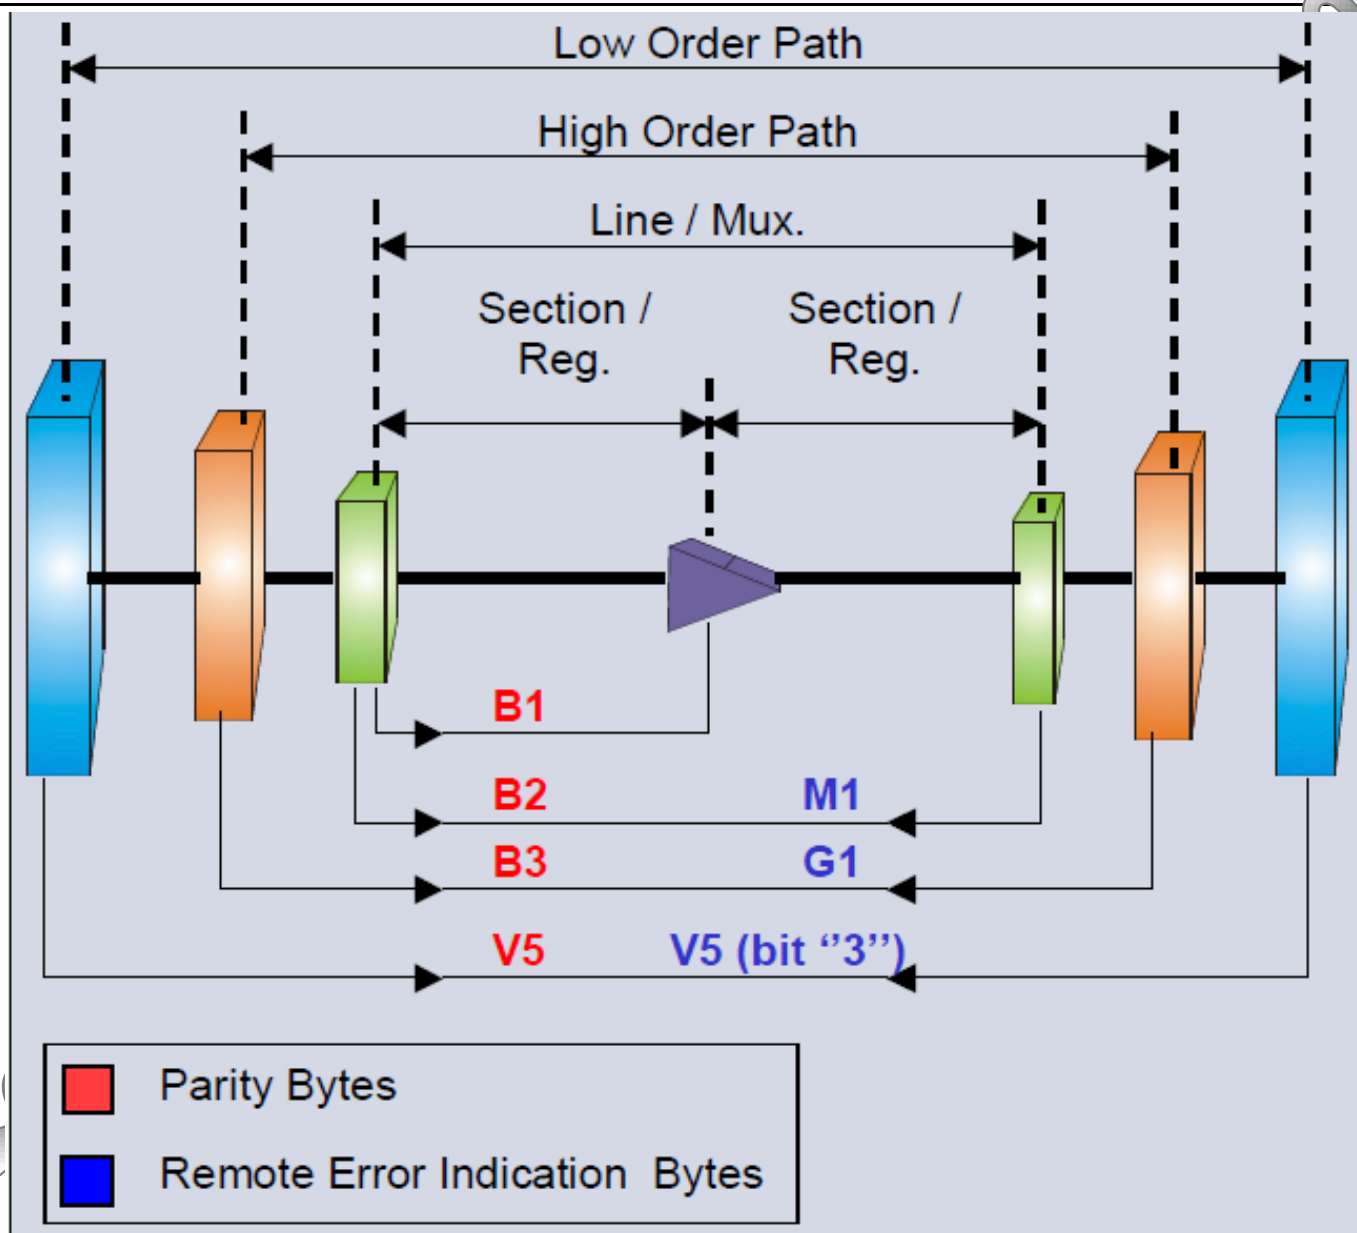 Low Order Path
High Order Path
Line / Mux.
Section /
Reg.
Section /
Reg.
B1
B2
M1
B3
G1
V5
V5 (bit ‘’3’’)
Parity Bytes
Remote Error Indication Bytes